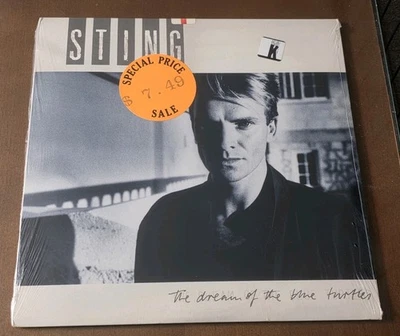 STING
K
SPECIAL PRICE
7.49
SALE
the dream of the blue turtles